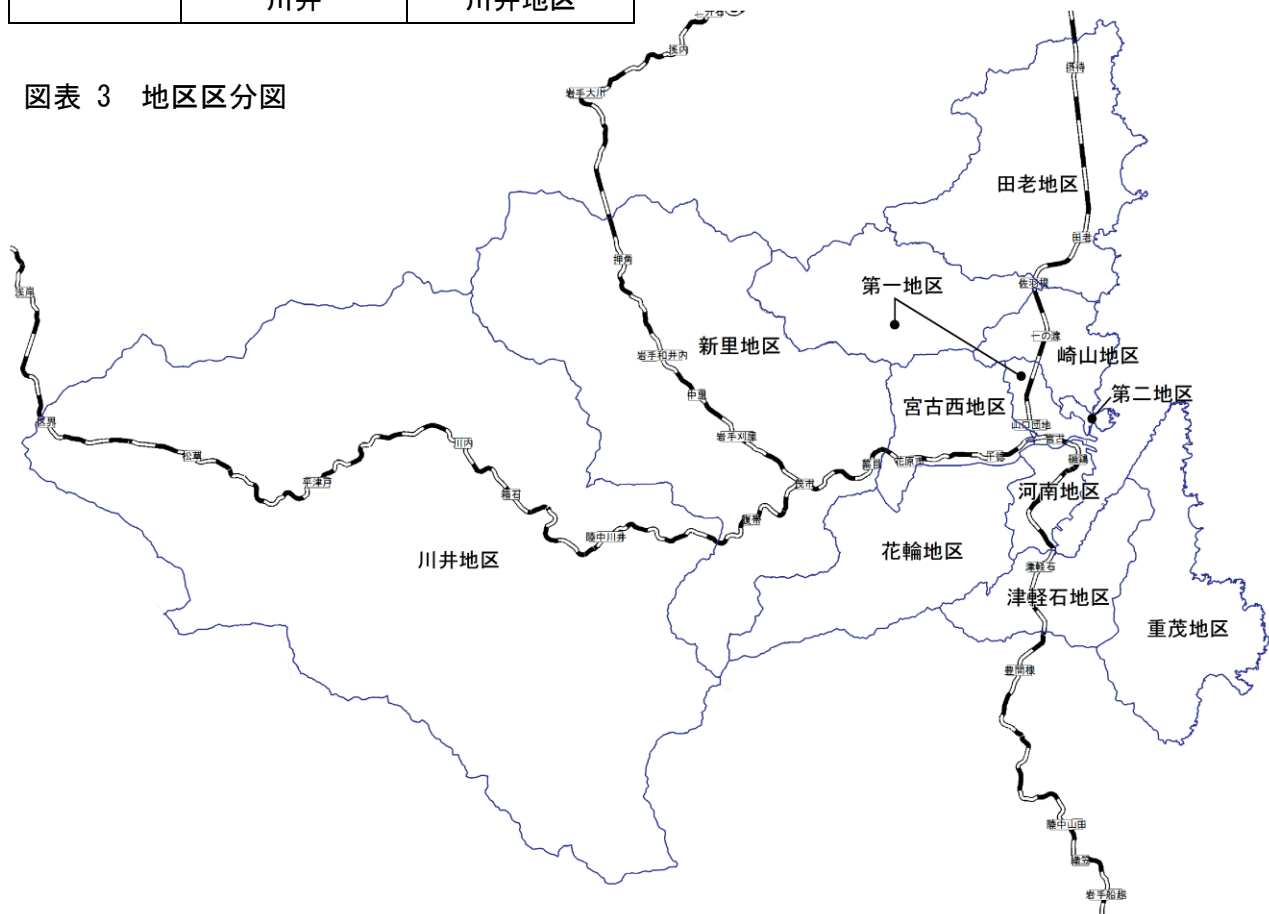 川井 川井地区
図表 3 地区区分図
浅内
摂待
岩手大川
田老地区
田老
押角
浅岸
佐羽根
第一地区
一の渡
新里地区
岩手和井内
崎山地区
中里
宮古西地区
第二地区
区界
山口団地
岩手刈屋
宮古
川内
松草
蟇目
花原市
千徳
磯鶏
平津戸
茂市
箱石
河南地区
腹帯
陸中川井
花輪地区
川井地区
津軽石
津軽石地区
重茂地区
豊間根
陸中山田
織笠
岩手船越